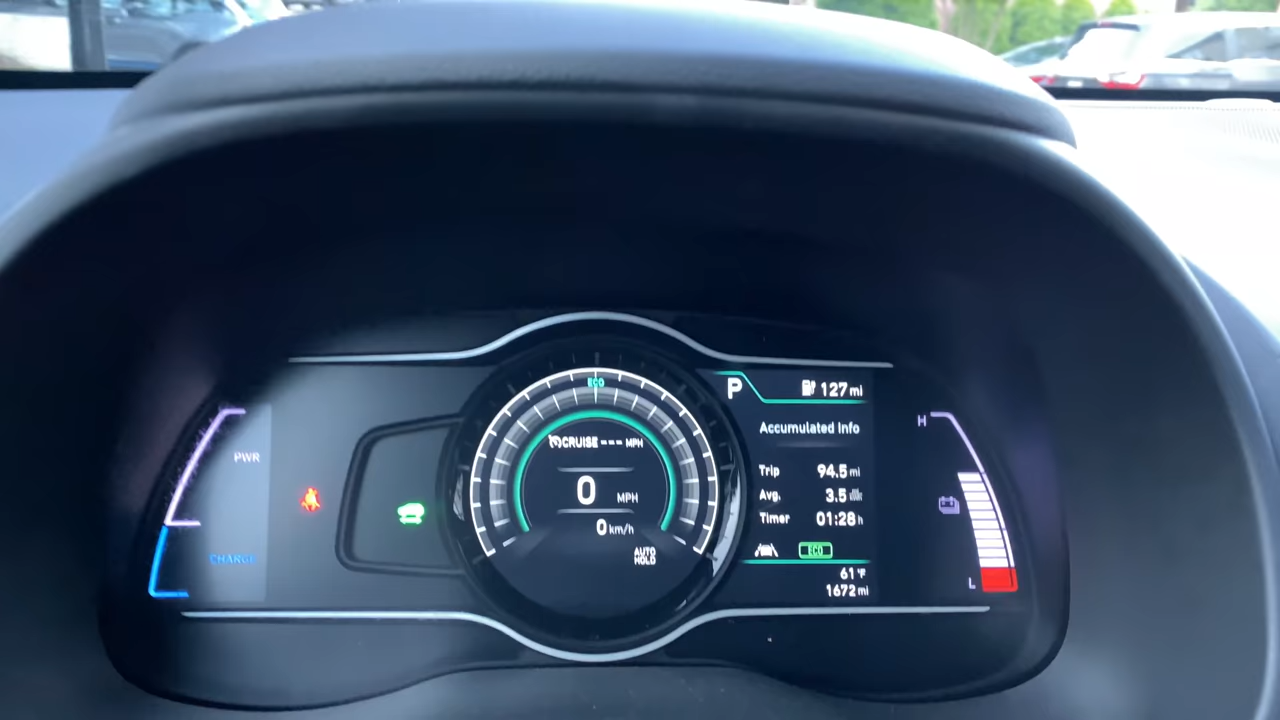 PWR
CHARGE
ECO
CRUISE --- MPH
0 MPH
0 km/h
AUTO
HOLD
P 127 mi
Accumulated Info
Trip 94.5 mi
Avg. 3.5
Timer 01:28 h
ECO
61 °F
1672 mi
H
L